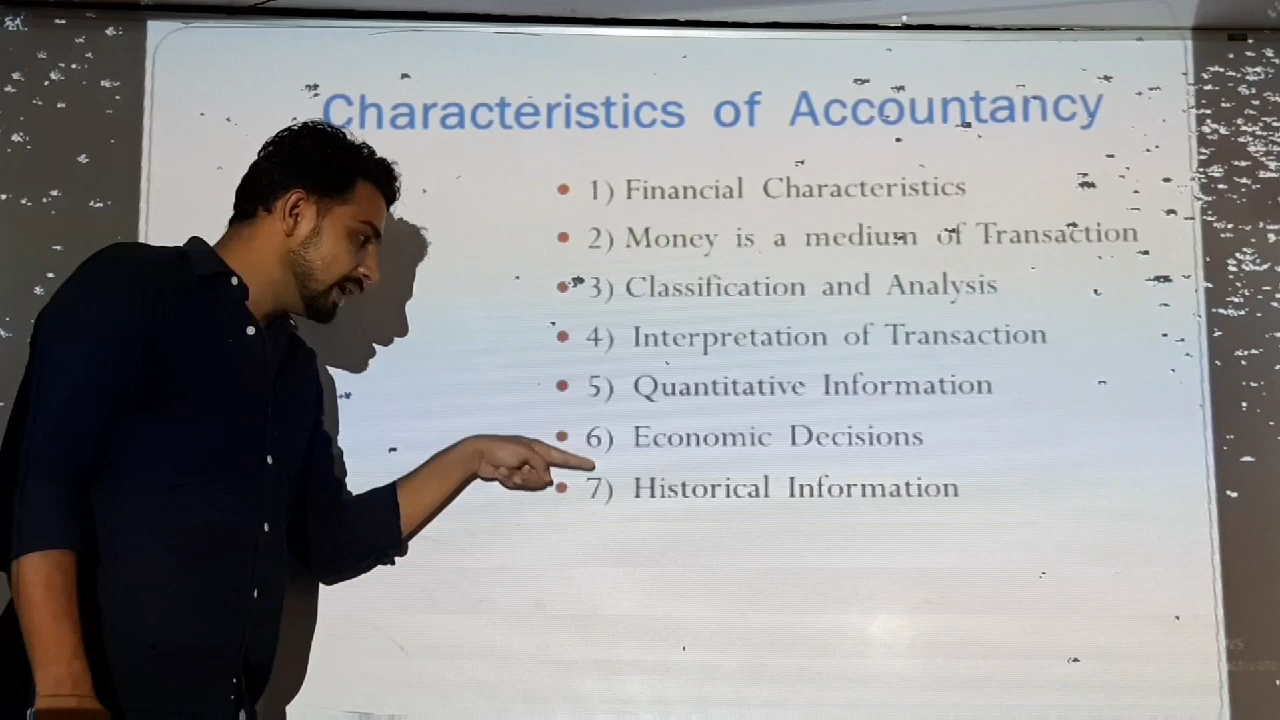 Characteristics of Accountancy
• 1) Financial Characteristics
• 2) Money is a medium of Transaction
• 3) Classification and Analysis
• 4) Interpretation of Transaction
• 5) Quantitative Information
• 6) Economic Decisions
• 7) Historical Information